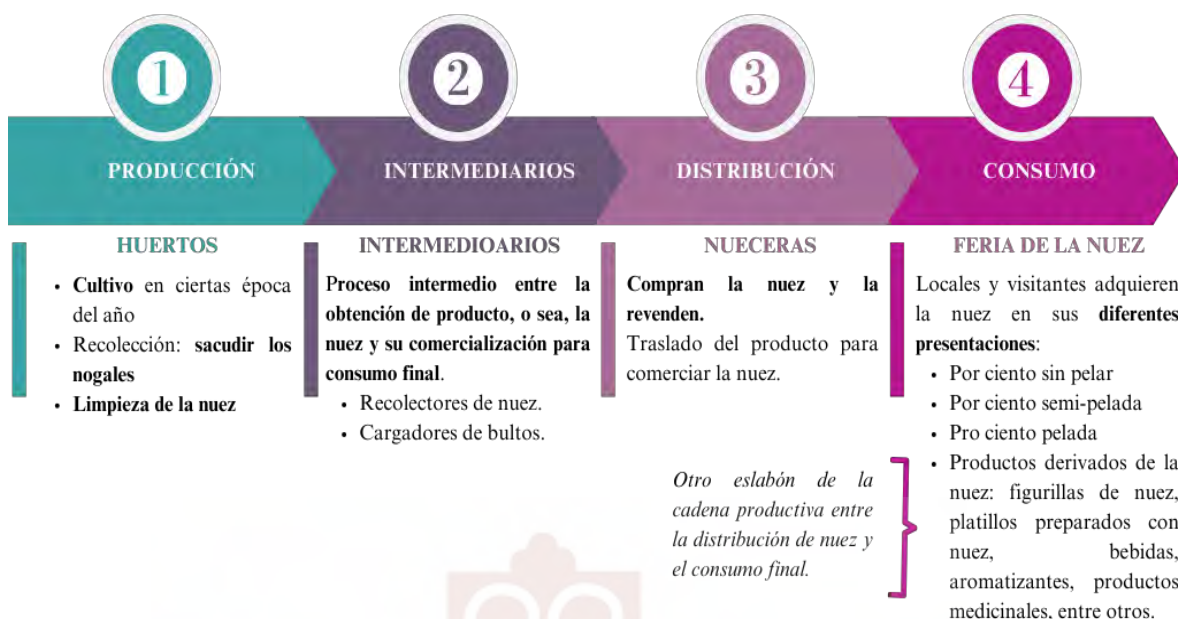 1
PRODUCCIÓN
HUERTOS
• Cultivo en ciertas época
del año
• Recolección: sacudir los
nogales
• Limpieza de la nuez
2
INTERMEDIARIOS
INTERMEDIOARIOS
Proceso intermedio entre la
obtención de producto, o sea, la
nuez y su comercialización para
consumo final.
• Recolectores de nuez.
• Cargadores de bultos.
3
DISTRIBUCIÓN
NUECERAS
Compran la nuez y la
revenden.
Traslado del producto para
comerciar la nuez.
Otro eslabón de la
cadena productiva entre
la distribución de nuez y
el consumo final.
4
CONSUMO
FERIA DE LA NUEZ
Locales y visitantes adquieren
la nuez en sus diferentes
presentaciones:
• Por ciento sin pelar
• Por ciento semi-pelada
• Pro ciento pelada
• Productos derivados de la
nuez: figurillas de nuez,
platillos preparados con
nuez, bebidas,
aromatizantes, productos
medicinales, entre otros.